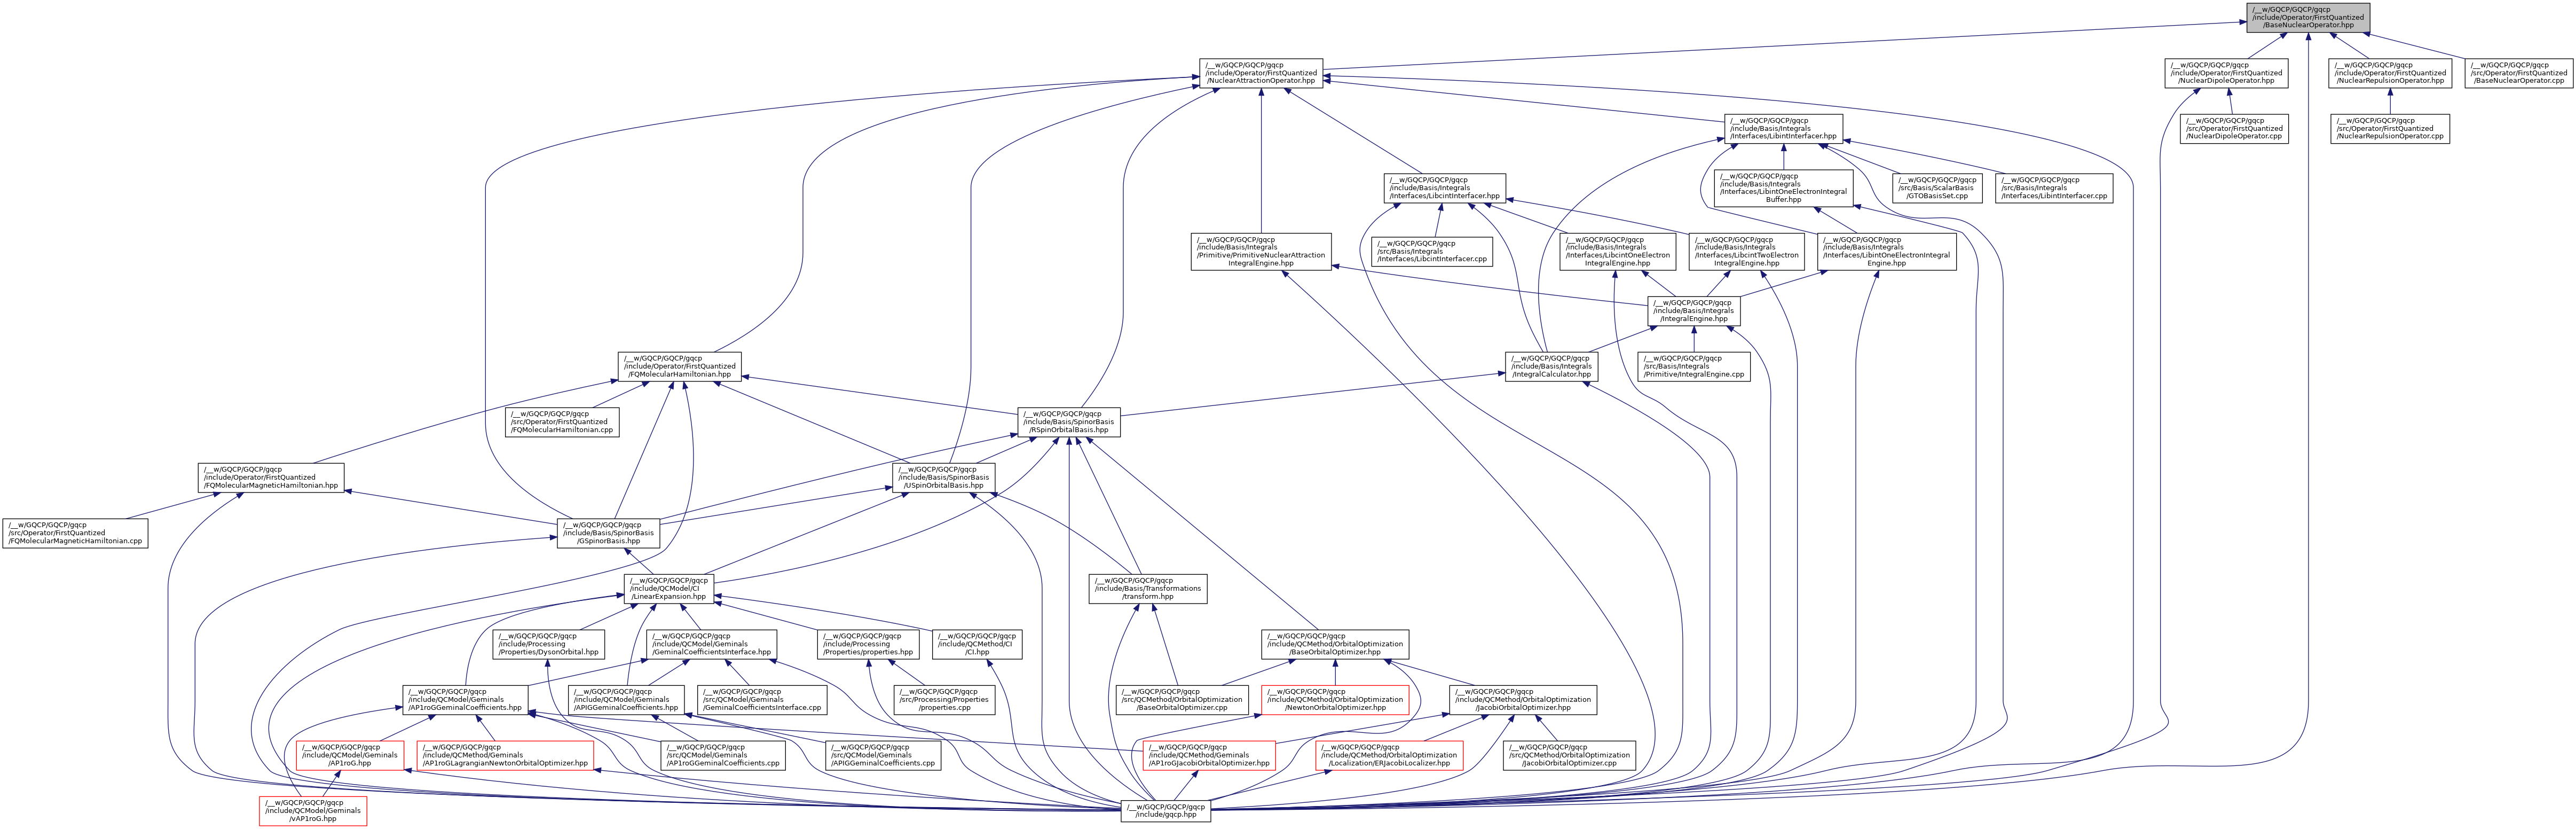 /__w/GQCP/GQCP/gqcp
/include/Operator/FirstQuantized
/BaseNuclearOperator.hpp
/__w/GQCP/GQCP/gqcp
/include/Operator/FirstQuantized
/NuclearAttractionOperator.hpp
/__w/GQCP/GQCP/gqcp
/include/Operator/FirstQuantized
/NuclearDipoleOperator.hpp
/__w/GQCP/GQCP/gqcp
/include/Operator/FirstQuantized
/NuclearRepulsionOperator.hpp
/__w/GQCP/GQCP/gqcp
/src/Operator/FirstQuantized
/BaseNuclearOperator.cpp
/__w/GQCP/GQCP/gqcp
/include/Basis/Integrals
/Interfaces/LibintInterfacer.hpp
/__w/GQCP/GQCP/gqcp
/src/Operator/FirstQuantized
/NuclearDipoleOperator.cpp
/__w/GQCP/GQCP/gqcp
/src/Operator/FirstQuantized
/NuclearRepulsionOperator.cpp
/__w/GQCP/GQCP/gqcp
/include/Basis/Integrals
/Interfaces/LibcintInterfacer.hpp
/__w/GQCP/GQCP/gqcp
/include/Basis/Integrals
/Interfaces/LibintOneElectronIntegral
Buffer.hpp
/__w/GQCP/GQCP/gqcp
/src/Basis/ScalarBasis
/GTOBasisSet.cpp
/__w/GQCP/GQCP/gqcp
/src/Basis/Integrals
/Interfaces/LibintInterfacer.cpp
/__w/GQCP/GQCP/gqcp
/include/Basis/Integrals
/Primitive/PrimitiveNuclearAttraction
IntegralEngine.hpp
/__w/GQCP/GQCP/gqcp
/src/Basis/Integrals
/Interfaces/LibcintInterfacer.cpp
/__w/GQCP/GQCP/gqcp
/include/Basis/Integrals
/Interfaces/LibcintOneElectron
IntegralEngine.hpp
/__w/GQCP/GQCP/gqcp
/include/Basis/Integrals
/Interfaces/LibcintTwoElectron
IntegralEngine.hpp
/__w/GQCP/GQCP/gqcp
/include/Basis/Integrals
/Interfaces/LibintOneElectronIntegral
Engine.hpp
/__w/GQCP/GQCP/gqcp
/include/Basis/Integrals
/IntegralEngine.hpp
/__w/GQCP/GQCP/gqcp
/include/Operator/FirstQuantized
/FQMolecularHamiltonian.hpp
/__w/GQCP/GQCP/gqcp
/include/Basis/Integrals
/IntegralCalculator.hpp
/__w/GQCP/GQCP/gqcp
/src/Basis/Integrals
/Primitive/IntegralEngine.cpp
/__w/GQCP/GQCP/gqcp
/src/Operator/FirstQuantized
/FQMolecularHamiltonian.cpp
/__w/GQCP/GQCP/gqcp
/include/Basis/SpinorBasis
/RSpinOrbitalBasis.hpp
/__w/GQCP/GQCP/gqcp
/include/Operator/FirstQuantized
/FQMolecularMagneticHamiltonian.hpp
/__w/GQCP/GQCP/gqcp
/include/Basis/SpinorBasis
/USpinOrbitalBasis.hpp
/__w/GQCP/GQCP/gqcp
/src/Operator/FirstQuantized
/FQMolecularMagneticHamiltonian.cpp
/__w/GQCP/GQCP/gqcp
/include/Basis/SpinorBasis
/GSpinorBasis.hpp
/__w/GQCP/GQCP/gqcp
/include/QCModel/CI
/LinearExpansion.hpp
/__w/GQCP/GQCP/gqcp
/include/Basis/Transformations
/transform.hpp
/__w/GQCP/GQCP/gqcp
/include/Processing
/Properties/DysonOrbital.hpp
/__w/GQCP/GQCP/gqcp
/include/QCModel/Geminals
/GeminalCoefficientsInterface.hpp
/__w/GQCP/GQCP/gqcp
/include/Processing
/Properties/properties.hpp
/__w/GQCP/GQCP/gqcp
/include/QCMethod/CI
/CI.hpp
/__w/GQCP/GQCP/gqcp
/include/QCMethod/OrbitalOptimization
/BaseOrbitalOptimizer.hpp
/__w/GQCP/GQCP/gqcp
/include/QCModel/Geminals
/AP1roGGeminalCoefficients.hpp
/__w/GQCP/GQCP/gqcp
/include/QCModel/Geminals
/APIGGeminalCoefficients.hpp
/__w/GQCP/GQCP/gqcp
/src/QCModel/Geminals
/GeminalCoefficientsInterface.cpp
/__w/GQCP/GQCP/gqcp
/src/Processing/Properties
/properties.cpp
/__w/GQCP/GQCP/gqcp
/src/QCMethod/OrbitalOptimization
/BaseOrbitalOptimizer.cpp
/__w/GQCP/GQCP/gqcp
/include/QCMethod/OrbitalOptimization
/NewtonOrbitalOptimizer.hpp
/__w/GQCP/GQCP/gqcp
/include/QCMethod/OrbitalOptimization
/JacobiOrbitalOptimizer.hpp
/__w/GQCP/GQCP/gqcp
/include/QCModel/Geminals
/AP1roG.hpp
/__w/GQCP/GQCP/gqcp
/include/QCMethod/Geminals
/AP1roGLagrangianNewtonOrbitalOptimizer.hpp
/__w/GQCP/GQCP/gqcp
/src/QCModel/Geminals
/AP1roGGeminalCoefficients.cpp
/__w/GQCP/GQCP/gqcp
/src/QCModel/Geminals
/APIGGeminalCoefficients.cpp
/__w/GQCP/GQCP/gqcp
/include/QCMethod/Geminals
/AP1roGJacobiOrbitalOptimizer.hpp
/__w/GQCP/GQCP/gqcp
/include/QCMethod/OrbitalOptimization
/Localization/ERJacobiLocalizer.hpp
/__w/GQCP/GQCP/gqcp
/src/QCMethod/OrbitalOptimization
/JacobiOrbitalOptimizer.cpp
/__w/GQCP/GQCP/gqcp
/include/QCModel/Geminals
/vAP1roG.hpp
/__w/GQCP/GQCP/gqcp
/include/gqcp.hpp